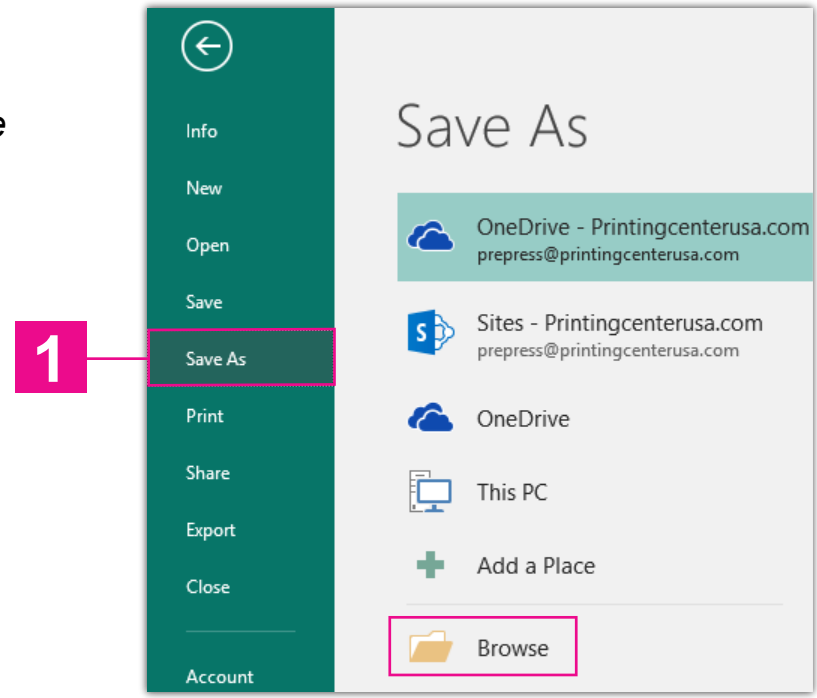 e
Info
New
Open
Save
1
Save As
Print
Share
Export
Close
Account
Save As
OneDrive - Printingcenterusa.com
prepress@printingcenterusa.com
S
Sites - Printingcenterusa.com
prepress@printingcenterusa.com
OneDrive
This PC
Add a Place
Browse